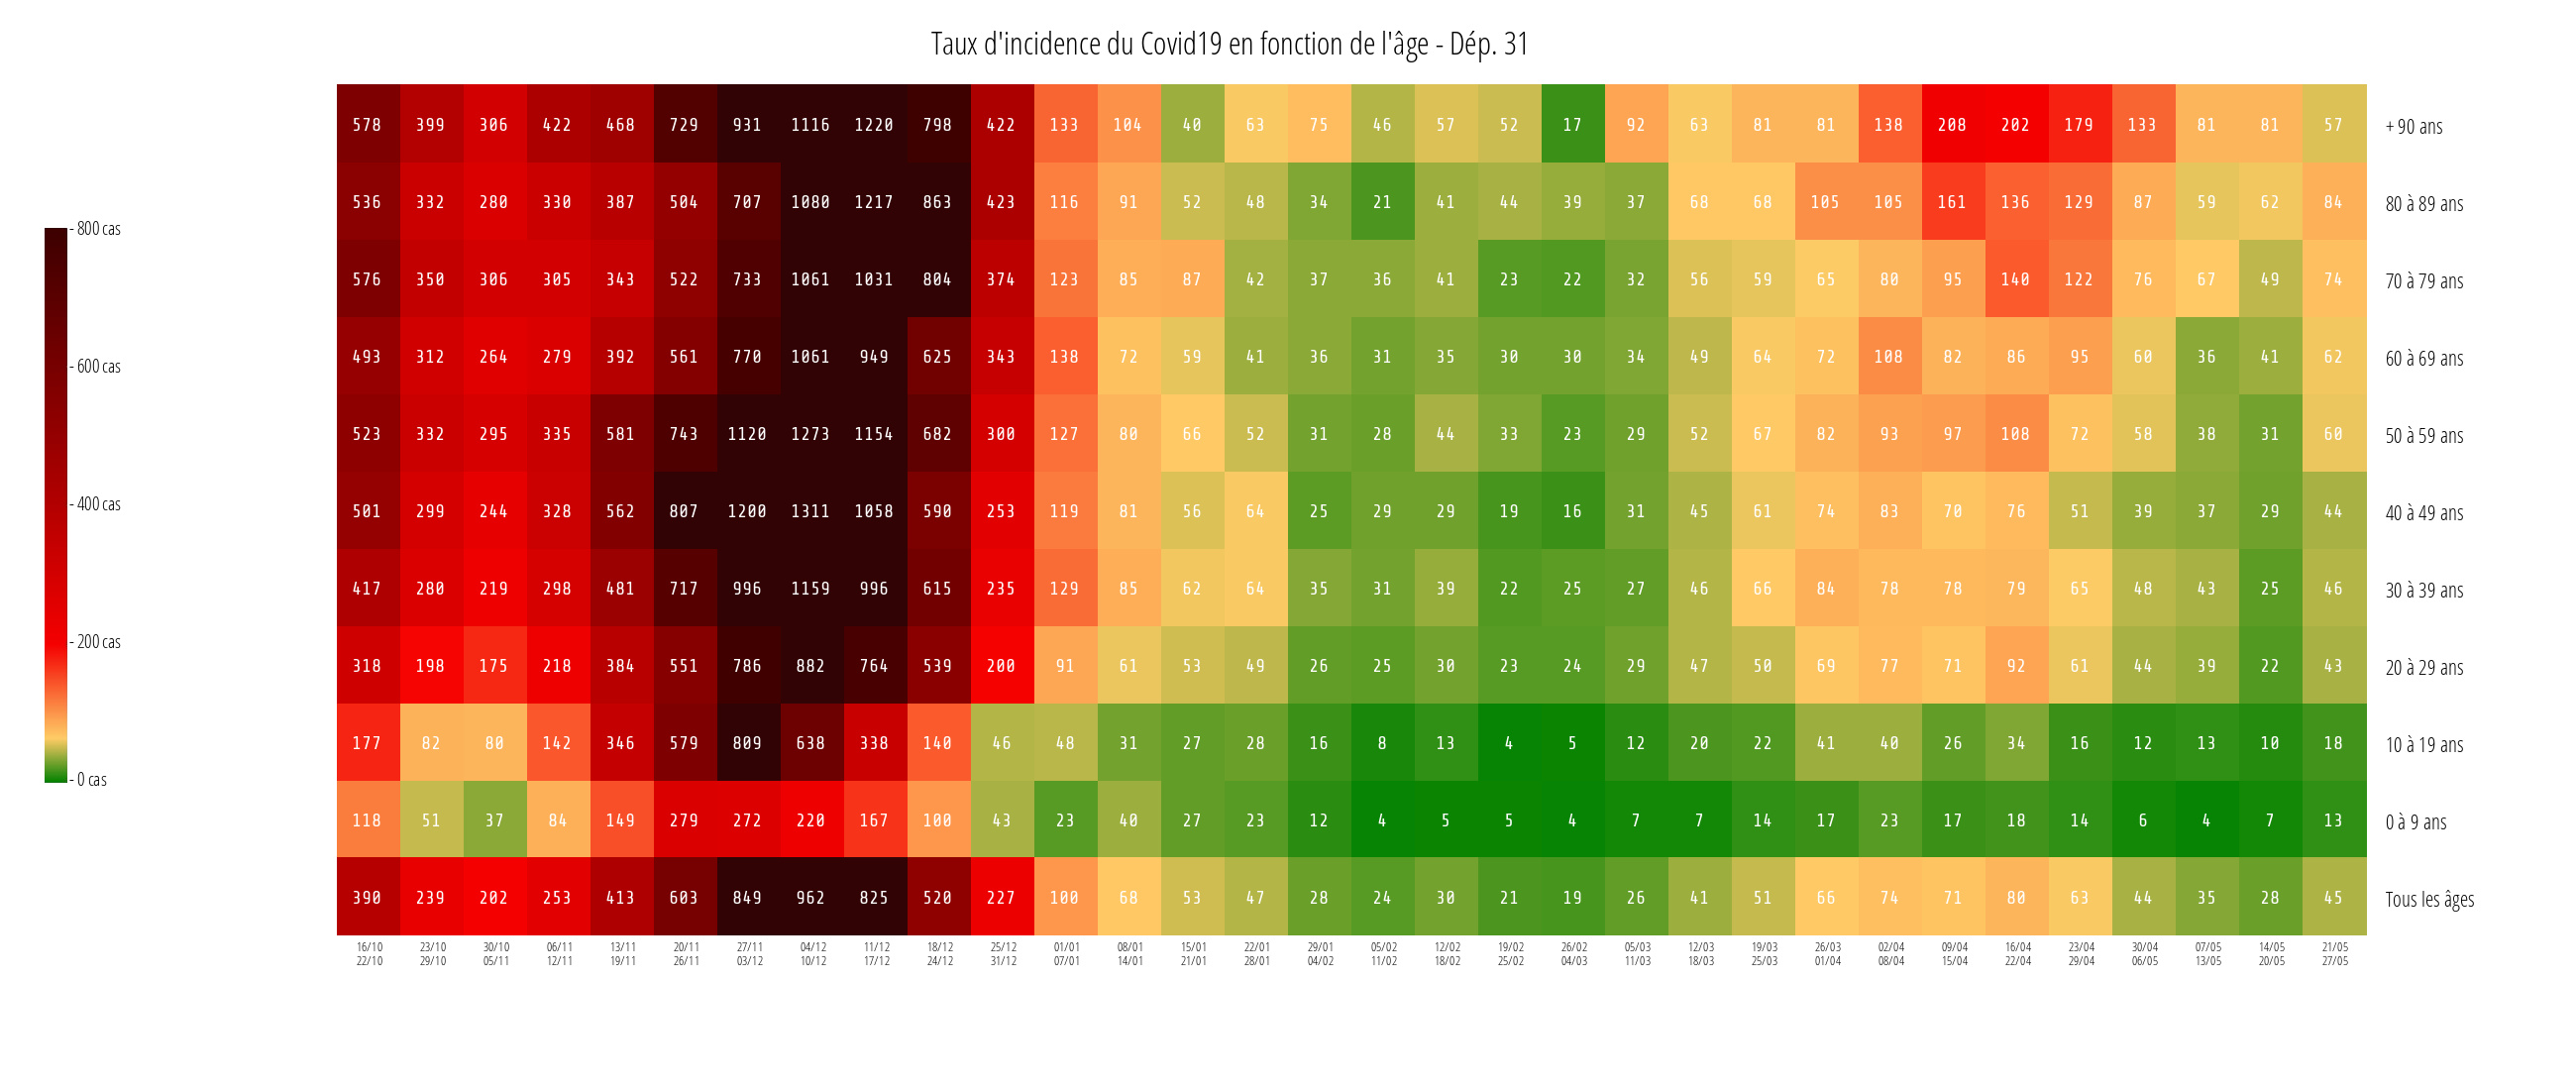 Taux d'incidence du Covid19 en fonction de l'âge - Dép. 31
578 399 306 422 468 729 931 1116 1220 798 422 133 104 40 63 75 46 57 52 17 92 63 81 81 138 208 202 179 133 81 81 57 + 90 ans
536 332 280 330 387 504 707 1080 1217 863 423 116 91 52 48 34 21 41 44 39 37 68 68 105 105 161 136 129 87 59 62 84 80 à 89 ans
- 800 cas
576 350 306 305 343 522 733 1061 1031 804 374 123 85 87 42 37 36 41 23 22 32 56 59 65 80 95 140 122 76 67 49 74 70 à 79 ans
493 312 264 279 392 561 770 1061 949 625 343 138 72 59 41 36 31 35 30 30 34 49 64 72 108 82 86 95 60 36 41 62 60 à 69 ans
- 600 cas
523 332 295 335 581 743 1120 1273 1154 682 300 127 80 66 52 31 28 44 33 23 29 52 67 82 93 97 108 72 58 38 31 60 50 à 59 ans
- 400 cas
501 299 244 328 562 807 1200 1311 1058 590 253 119 81 56 64 25 29 29 19 16 31 45 61 74 83 70 76 51 39 37 29 44 40 à 49 ans
417 280 219 298 481 717 996 1159 996 615 235 129 85 62 64 35 31 39 22 25 27 46 66 84 78 78 79 65 48 43 25 46 30 à 39 ans
- 200 cas
318 198 175 218 384 551 786 882 764 539 200 91 61 53 49 26 25 30 23 24 29 47 50 69 77 71 92 61 44 39 22 43 20 à 29 ans
177 82 80 142 346 579 809 638 338 140 46 48 31 27 28 16 8 13 4 5 12 20 22 41 40 26 34 16 12 13 10 18 10 à 19 ans
- 0 cas
118 51 37 84 149 279 272 220 167 100 43 23 40 27 23 12 4 5 5 4 7 7 14 17 23 17 18 14 6 4 7 13 0 à 9 ans
390 239 202 253 413 603 849 962 825 520 227 100 68 53 47 28 24 30 21 19 26 41 51 66 74 71 80 63 44 35 28 45 Tous les âges
16/10 23/10 30/10 06/11 13/11 20/11 27/11 04/12 11/12 18/12 25/12 01/01 08/01 15/01 22/01 29/01 05/02 12/02 19/02 26/02 05/03 12/03 19/03 26/03 02/04 09/04 16/04 23/04 30/04 07/05 14/05 21/05
22/10 29/10 05/11 12/11 19/11 26/11 03/12 10/12 17/12 24/12 31/12 07/01 14/01 21/01 28/01 04/02 11/02 18/02 25/02 04/03 11/03 18/03 25/03 01/04 08/04 15/04 22/04 29/04 06/05 13/05 20/05 27/05